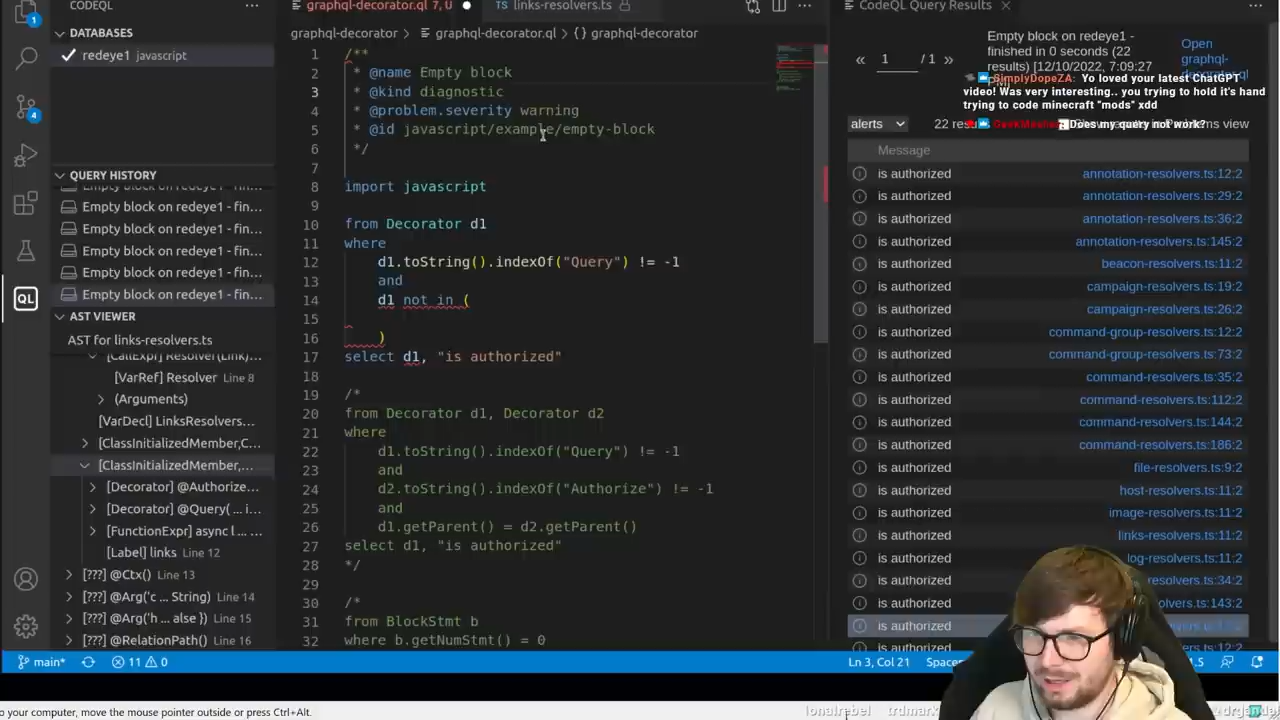 CODEQL
DATABASES
redeye1 javascript
QUERY HISTORY
Empty block on redeye1 - fin...
Empty block on redeye1 - fin...
Empty block on redeye1 - fin...
Empty block on redeye1 - fin...
Empty block on redeye1 - fin...
Empty block on redeye1 - fin...
AST VIEWER
AST for links-resolvers.ts
[CallExpr] Resolver(Link)...
[VarRef] Resolver Line 8
(Arguments)
[VarDecl] LinksResolvers...
[ClassInitializedMember,C...
[ClassInitializedMember,...
[Decorator] @Authorize...
[Decorator] @Query( ... i...
[FunctionExpr] async l ...
[Label] links Line 12
[???] @Ctx() Line 13
[???] @Arg('c ... String) Line 14
[???] @Arg('h ... alse }) Line 15
[???] @RelationPath() Line 16
graphql-decorator.ql 7, U
links-resolvers.ts
graphql-decorator > graphql-decorator.ql > {} graphql-decorator
1 /**
2 * @name Empty block
3 * @kind diagnostic
4 * @problem.severity warning
5 * @id javascript/example/empty-block
6 */
7
8 import javascript
9
10 from Decorator d1
11 where
12 d1.toString().indexOf("Query") != -1
13 and
14 d1 not in (
15
16 )
17 select d1, "is authorized"
18
19 /*
20 from Decorator d1, Decorator d2
21 where
22 d1.toString().indexOf("Query") != -1
23 and
24 d2.toString().indexOf("Authorize") != -1
25 and
26 d1.getParent() = d2.getParent()
27 select d1, "is authorized"
28 */
29
30 /*
31 from BlockStmt b
32 where b.getNumStmt() = 0
CodeQL Query Results
« 1 / 1 »
Empty block on redeye1 -
finished in 0 seconds (22
results) [12/10/2022, 7:09:27
Open
graphql-
SimplyDopeZA: Yo loved your latest ChatGPT
video! Was very interesting.. you trying to hold it's hand
trying to code minecraft "mods" xdd
Does my query not work?
alerts 22 results Problems view
Message
is authorized annotation-resolvers.ts:12:2
is authorized annotation-resolvers.ts:29:2
is authorized annotation-resolvers.ts:36:2
is authorized annotation-resolvers.ts:145:2
is authorized beacon-resolvers.ts:11:2
is authorized campaign-resolvers.ts:19:2
is authorized campaign-resolvers.ts:26:2
is authorized command-group-resolvers.ts:12:2
is authorized command-group-resolvers.ts:73:2
is authorized command-resolvers.ts:35:2
is authorized command-resolvers.ts:112:2
is authorized command-resolvers.ts:144:2
is authorized command-resolvers.ts:186:2
is authorized file-resolvers.ts:9:2
is authorized host-resolvers.ts:11:2
is authorized image-resolvers.ts:11:2
is authorized links-resolvers.ts:11:2
is authorized log-resolvers.ts:11:2
is authorized resolvers.ts:34:2
is authorized resolvers.ts:143:2
is authorized
is authorized
main* 11 0
Ln 3, Col 21
o your computer, move the mouse pointer outside or press Ctrl+Alt.
lonalrebel